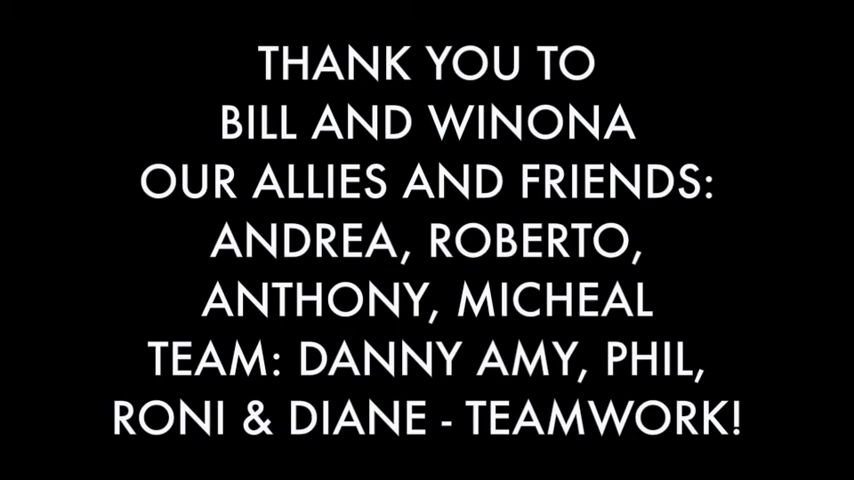 THANK YOU TO
BILL AND WINONA
OUR ALLIES AND FRIENDS:
ANDREA, ROBERTO,
ANTHONY, MICHEAL
TEAM: DANNY AMY, PHIL,
RONI & DIANE - TEAMWORK!